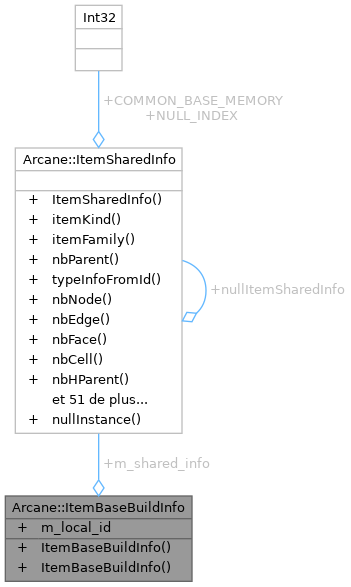 Int32
+COMMON_BASE_MEMORY
+NULL_INDEX
Arcane::ItemSharedInfo
+ ItemSharedInfo()
+ itemKind()
+ itemFamily()
+ nbParent()
+ typeInfoFromId()
+ nbNode()
+ nbEdge()
+ nbFace()
+ nbCell()
+ nbHParent()
et 51 de plus...
+ nullInstance()
+nullItemSharedInfo
+m_shared_info
Arcane::ItemBaseBuildInfo
+ m_local_id
+ ItemBaseBuildInfo()
+ ItemBaseBuildInfo()